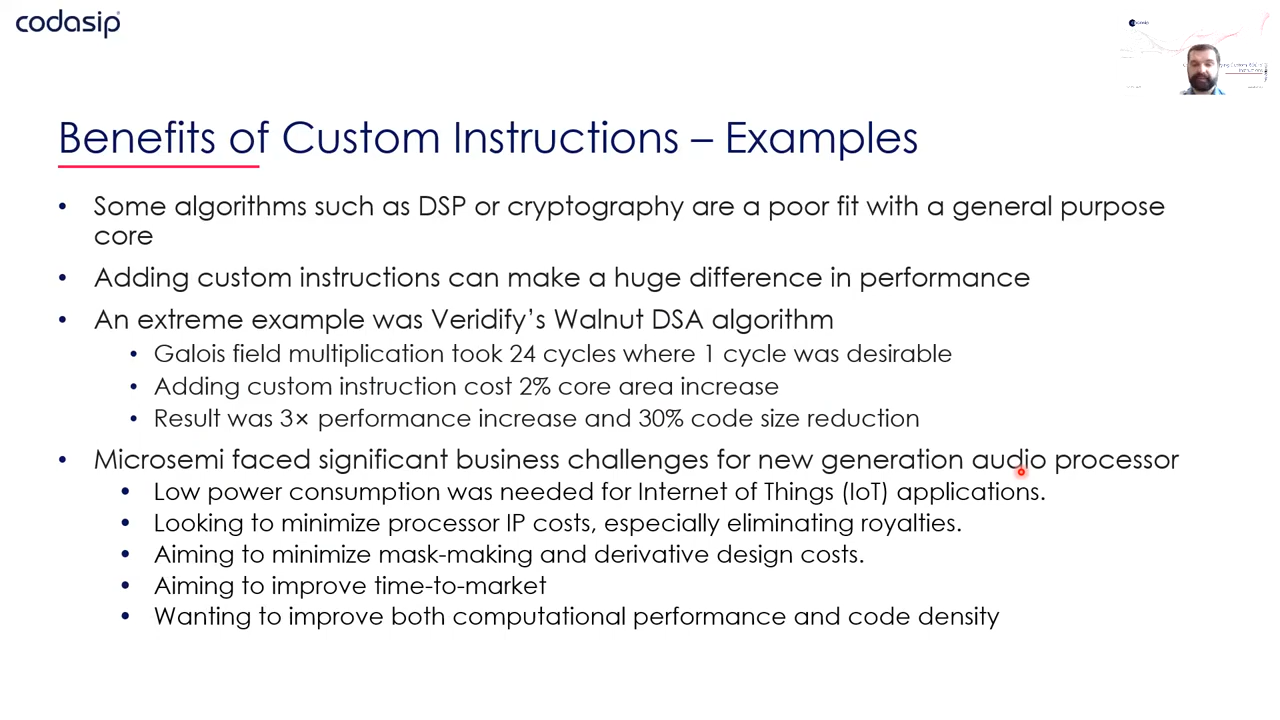 codasip
Benefits of Custom Instructions – Examples
• Some algorithms such as DSP or cryptography are a poor fit with a general purpose
core
• Adding custom instructions can make a huge difference in performance
• An extreme example was Veridify’s Walnut DSA algorithm
• Galois field multiplication took 24 cycles where 1 cycle was desirable
• Adding custom instruction cost 2% core area increase
• Result was 3× performance increase and 30% code size reduction
• Microsemi faced significant business challenges for new generation audio processor
• Low power consumption was needed for Internet of Things (IoT) applications.
• Looking to minimize processor IP costs, especially eliminating royalties.
• Aiming to minimize mask-making and derivative design costs.
• Aiming to improve time-to-market
• Wanting to improve both computational performance and code density